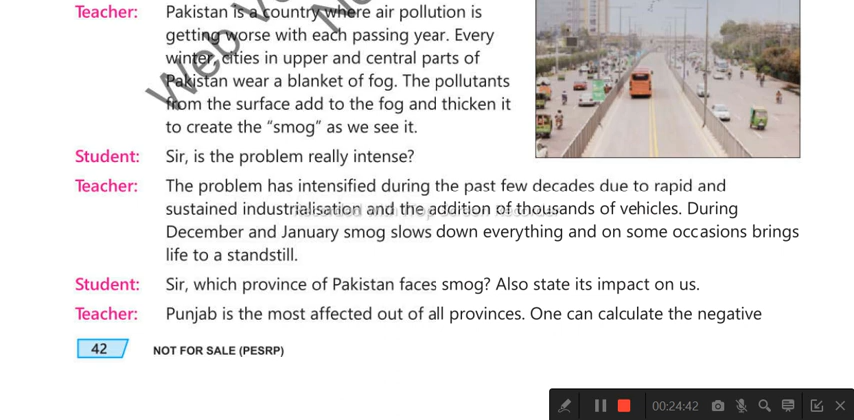 Teacher: Pakistan is a country where air pollution is
getting worse with each passing year. Every
winter, cities in upper and central parts of
Pakistan wear a blanket of fog. The pollutants
from the surface add to the fog and thicken it
to create the “smog” as we see it.
Student: Sir, is the problem really intense?
Teacher: The problem has intensified during the past few decades due to rapid and
sustained industrialisation and the addition of thousands of vehicles. During
December and January smog slows down everything and on some occasions brings
life to a standstill.
Student: Sir, which province of Pakistan faces smog? Also state its impact on us.
Teacher: Punjab is the most affected out of all provinces. One can calculate the negative
42 NOT FOR SALE (PESRP)
00:24:42